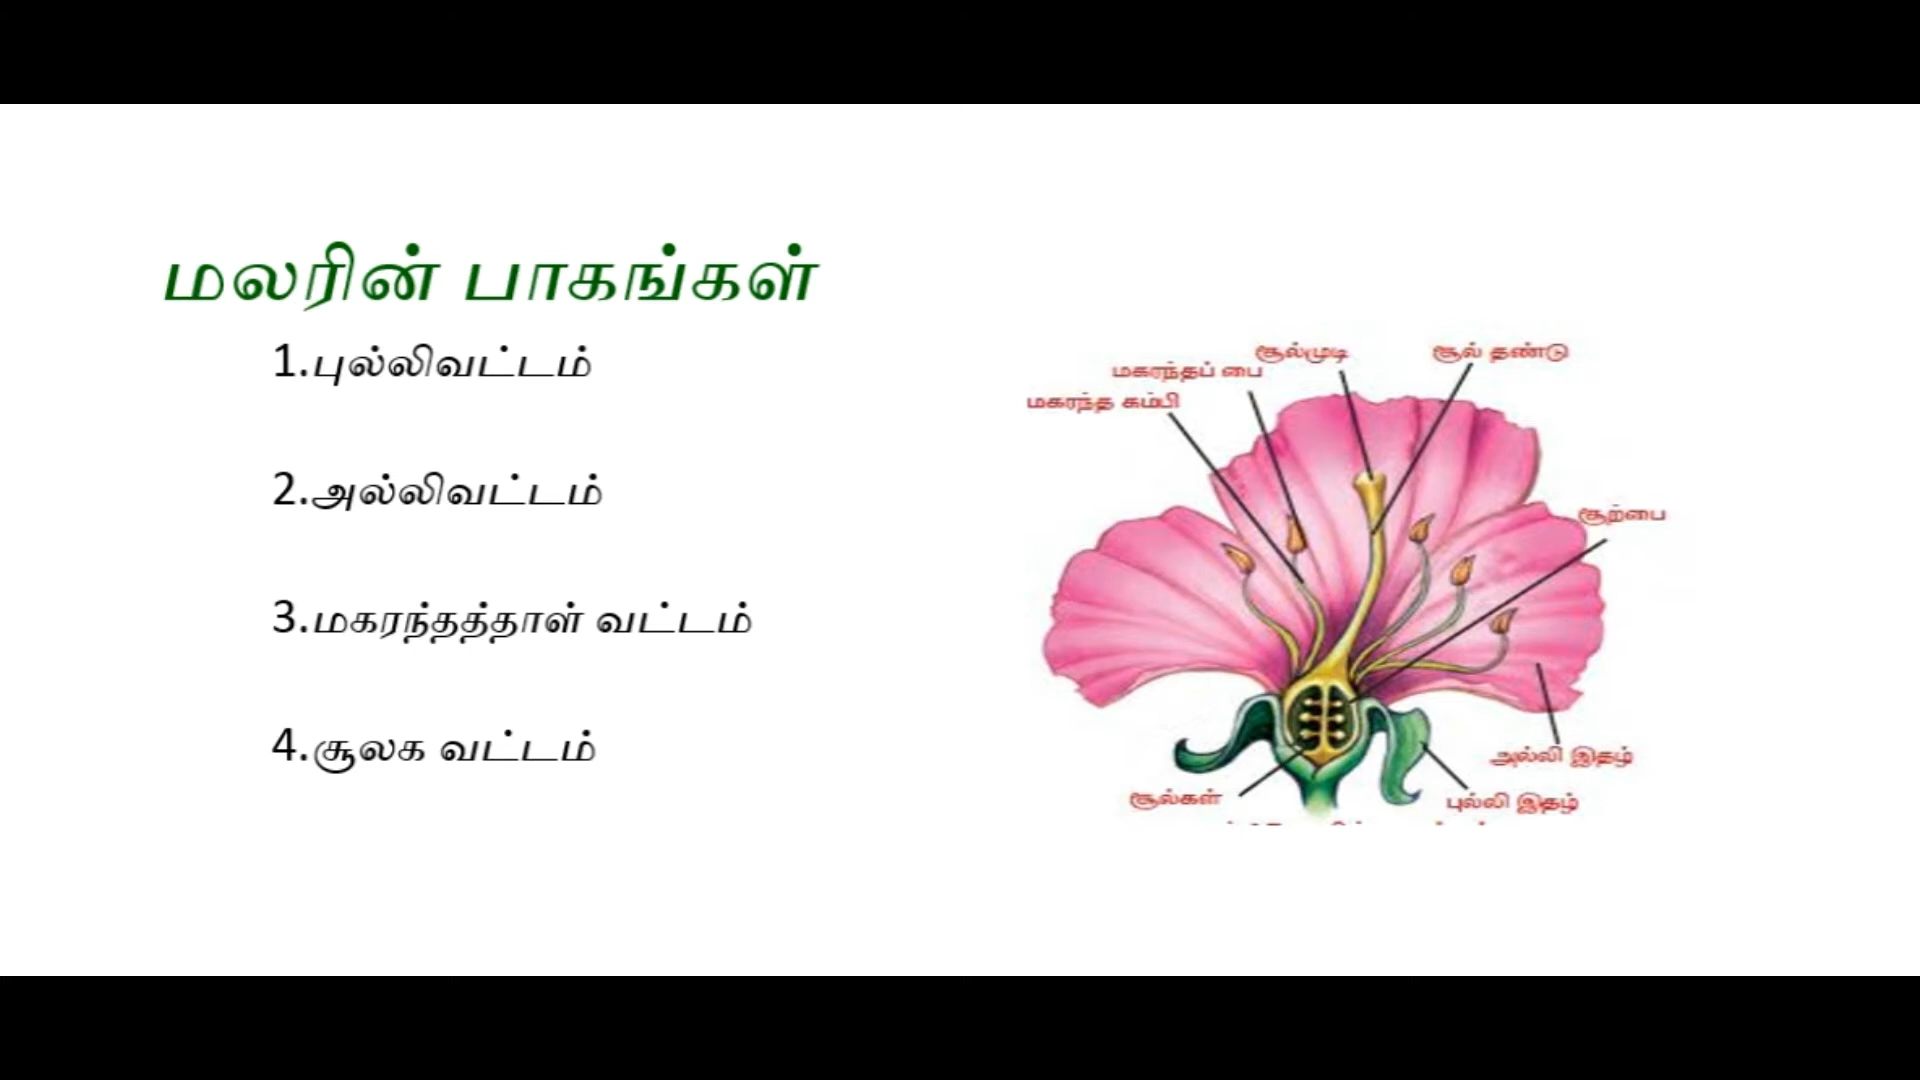 மலரின் பாகங்கள்
1.புல்லிவட்டம்
2.அல்லிவட்டம்
3.மகரந்தத்தாள் வட்டம்
4.சூலக வட்டம்
சூல்முடி
சூல் தண்டு
மகரந்தப் பை
மகரந்த கம்பி
சூற்பை
அல்லி இதழ்
சூல்கள்
புல்லி இதழ்